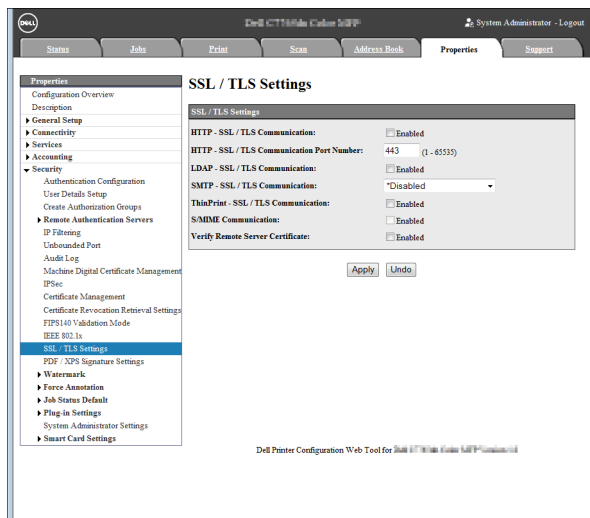 DELL
System Administrator - Logout
Status Jobs Print Scan Address Book Properties Support
Properties
Configuration Overview
Description
General Setup
Connectivity
Services
Accounting
Security
Authentication Configuration
User Details Setup
Create Authorization Groups
Remote Authentication Servers
IP Filtering
Unbounded Port
Audit Log
Machine Digital Certificate Management
IPSec
Certificate Management
Certificate Revocation Retrieval Settings
FIPS140 Validation Mode
IEEE 802.1x
SSL / TLS Settings
PDF / XPS Signature Settings
Watermark
Force Annotation
Job Status Default
Plug-in Settings
System Administrator Settings
Smart Card Settings
SSL / TLS Settings
SSL / TLS Settings
HTTP - SSL / TLS Communication: Enabled
HTTP - SSL / TLS Communication Port Number: 443 (1 - 65535)
LDAP - SSL / TLS Communication: Enabled
SMTP - SSL / TLS Communication: *Disabled
ThinPrint - SSL / TLS Communication: Enabled
S/MIME Communication: Enabled
Verify Remote Server Certificate: Enabled
Apply Undo
Dell Printer Configuration Web Tool for